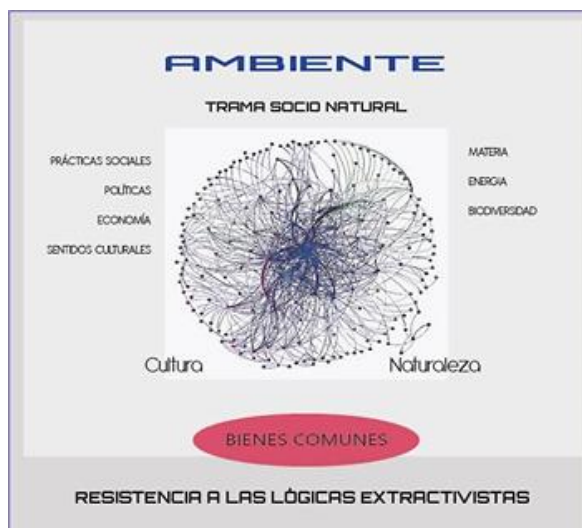 AMBIENTE
TRAMA SOCIO NATURAL
PRÁCTICAS SOCIALES
POLÍTICAS
ECONOMÍA
SENTIDOS CULTURALES
MATERIA
ENERGIA
BIODIVERSIDAD
Cultura
Naturaleza
BIENES COMUNES
RESISTENCIA A LAS LÓGICAS EXTRACTIVISTAS